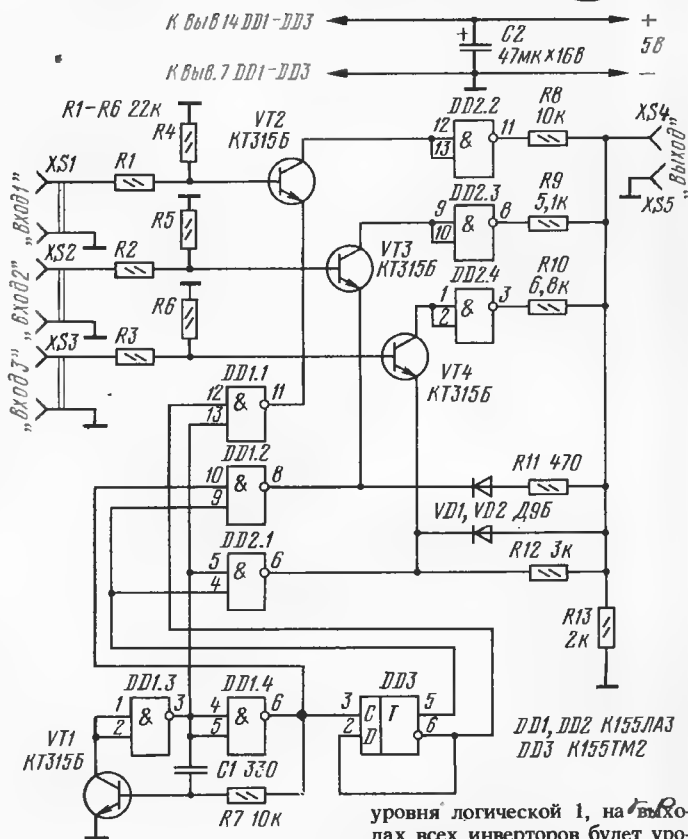 К Выв 14 DD1-DD3
+
5В
C2
47мк×16В
К Выв. 7 DD1-DD3
-
R1-R6 22к
R4
VT2
КТ315Б
DD2.2
12
13
&
11
R8
10к
XS4
„Выход"
XS5
XS1
R1
„Вход1"
R5
DD2.3
9
10
&
8
R9
5,1к
XS2
R2
VT3
КТ315Б
„Вход2"
R6
DD2.4
1
2
&
3
R10
6,8к
XS3
R3
VT4
КТ315Б
„Вход3"
DD1.1
12
13
&
11
DD1.2
10
9
&
8
R11 470
VD1, VD2 Д9Б
DD2.1
5
4
&
6
R12 3к
R13
2к
DD1.3
1
2
&
3
DD1.4
4
5
&
6
DD3
3
2
C
D
T
5
6
VT1
КТ315Б
C1 330
R7 10к
DD1, DD2 К155ЛА3
DD3 К155ТМ2
уровня логической 1, на выхо-
дах всех инверторов будет уро-